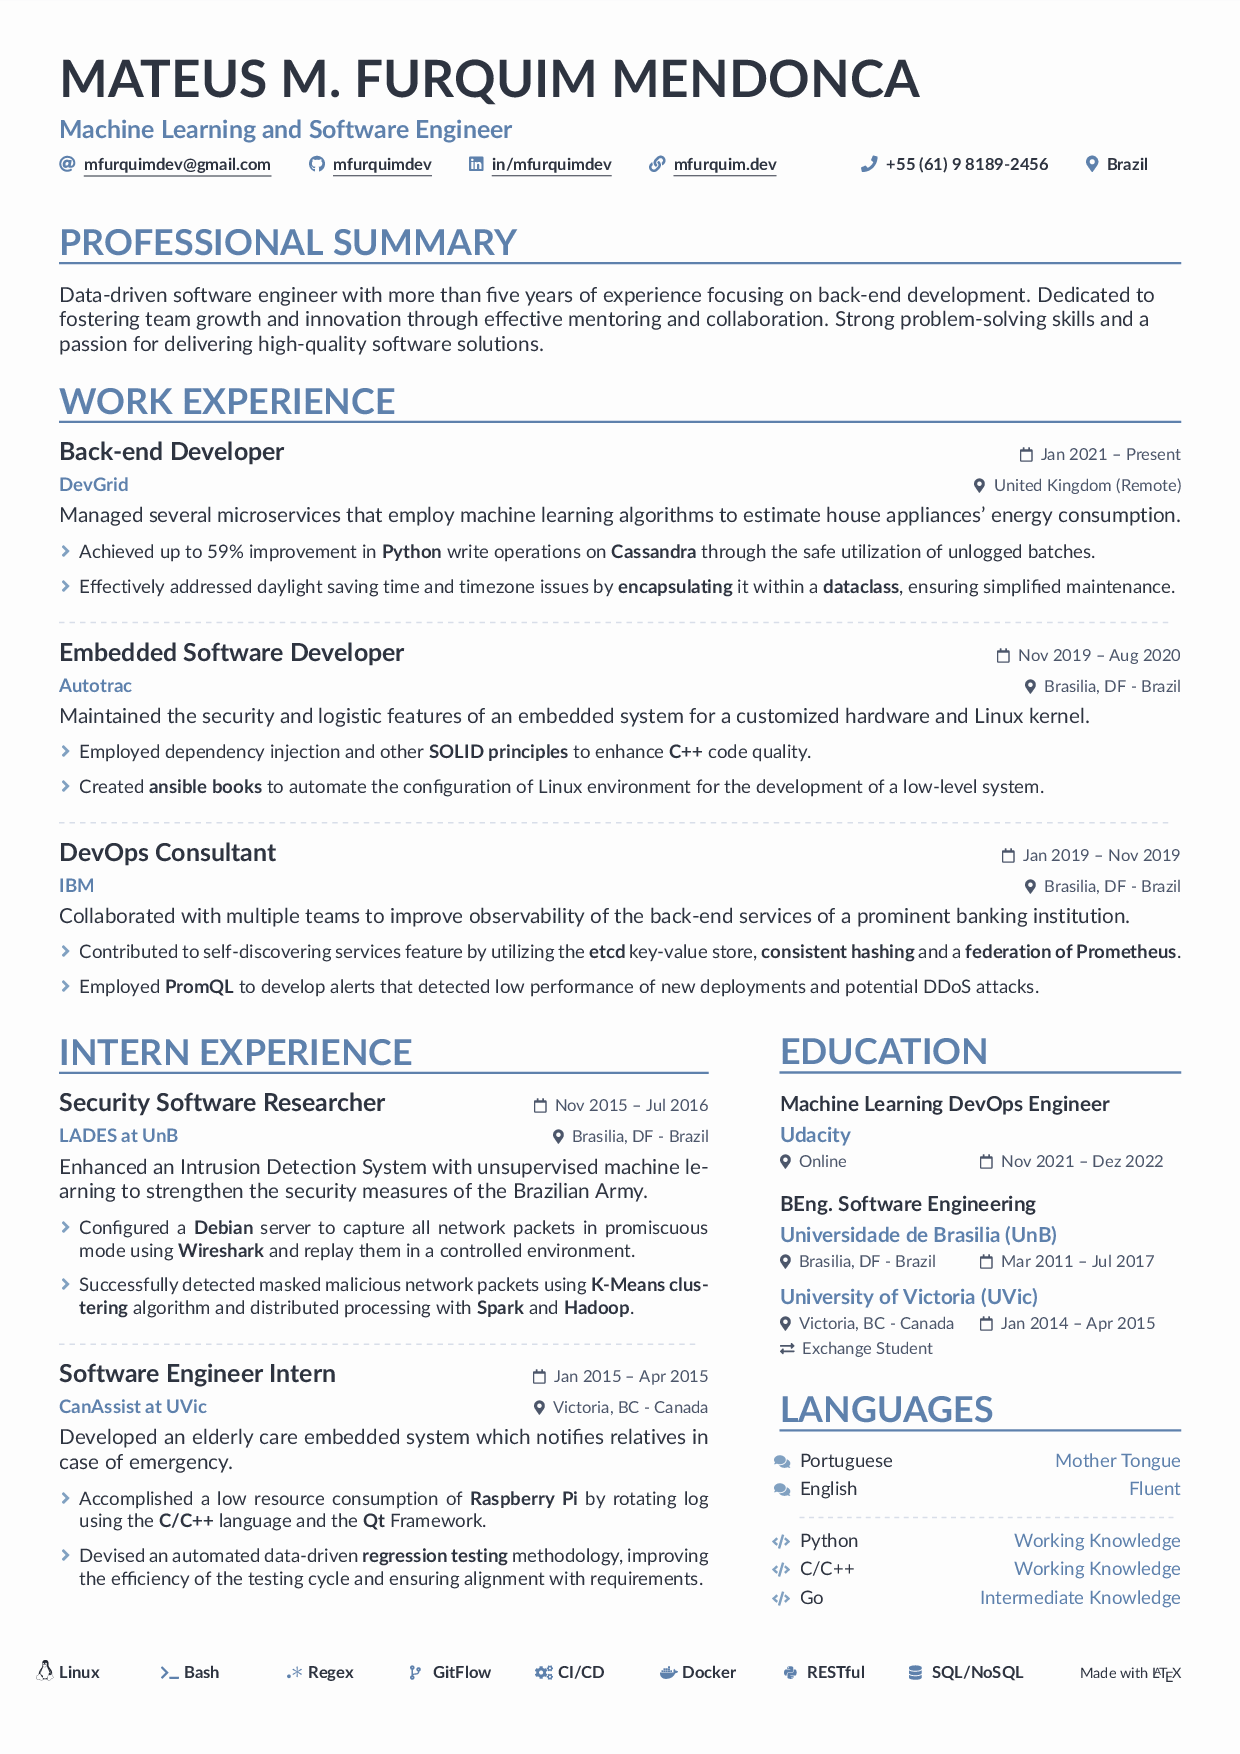 MATEUS M. FURQUIM MENDONCA
Machine Learning and Software Engineer
mfurquimdev@gmail.com mfurquimdev in/mfurquimdev mfurquim.dev +55 (61) 9 8189-2456 Brazil
PROFESSIONAL SUMMARY
Data-driven software engineer with more than five years of experience focusing on back-end development. Dedicated to
fostering team growth and innovation through effective mentoring and collaboration. Strong problem-solving skills and a
passion for delivering high-quality software solutions.
WORK EXPERIENCE
Back-end Developer Jan 2021 – Present
DevGrid United Kingdom (Remote)
Managed several microservices that employ machine learning algorithms to estimate house appliances’ energy consumption.
Achieved up to 59% improvement in Python write operations on Cassandra through the safe utilization of unlogged batches.
Effectively addressed daylight saving time and timezone issues by encapsulating it within a dataclass, ensuring simplified maintenance.
Embedded Software Developer Nov 2019 – Aug 2020
Autotrac Brasilia, DF - Brazil
Maintained the security and logistic features of an embedded system for a customized hardware and Linux kernel.
Employed dependency injection and other SOLID principles to enhance C++ code quality.
Created ansible books to automate the configuration of Linux environment for the development of a low-level system.
DevOps Consultant Jan 2019 – Nov 2019
IBM Brasilia, DF - Brazil
Collaborated with multiple teams to improve observability of the back-end services of a prominent banking institution.
Contributed to self-discovering services feature by utilizing the etcd key-value store, consistent hashing and a federation of Prometheus.
Employed PromQL to develop alerts that detected low performance of new deployments and potential DDoS attacks.
INTERN EXPERIENCE
Security Software Researcher Nov 2015 – Jul 2016
LADES at UnB Brasilia, DF - Brazil
Enhanced an Intrusion Detection System with unsupervised machine le-
arning to strengthen the security measures of the Brazilian Army.
Configured a Debian server to capture all network packets in promiscuous
mode using Wireshark and replay them in a controlled environment.
Successfully detected masked malicious network packets using K-Means clus-
tering algorithm and distributed processing with Spark and Hadoop.
Software Engineer Intern Jan 2015 – Apr 2015
CanAssist at UVic Victoria, BC - Canada
Developed an elderly care embedded system which notifies relatives in
case of emergency.
Accomplished a low resource consumption of Raspberry Pi by rotating log
using the C/C++ language and the Qt Framework.
Devised an automated data-driven regression testing methodology, improving
the efficiency of the testing cycle and ensuring alignment with requirements.
EDUCATION
Machine Learning DevOps Engineer
Udacity
Online Nov 2021 – Dez 2022
BEng. Software Engineering
Universidade de Brasilia (UnB)
Brasilia, DF - Brazil Mar 2011 – Jul 2017
University of Victoria (UVic)
Victoria, BC - Canada Jan 2014 – Apr 2015
Exchange Student
LANGUAGES
Portuguese Mother Tongue
English Fluent
Python Working Knowledge
C/C++ Working Knowledge
Go Intermediate Knowledge
Linux Bash Regex GitFlow CI/CD Docker RESTful SQL/NoSQL Made with LATEX